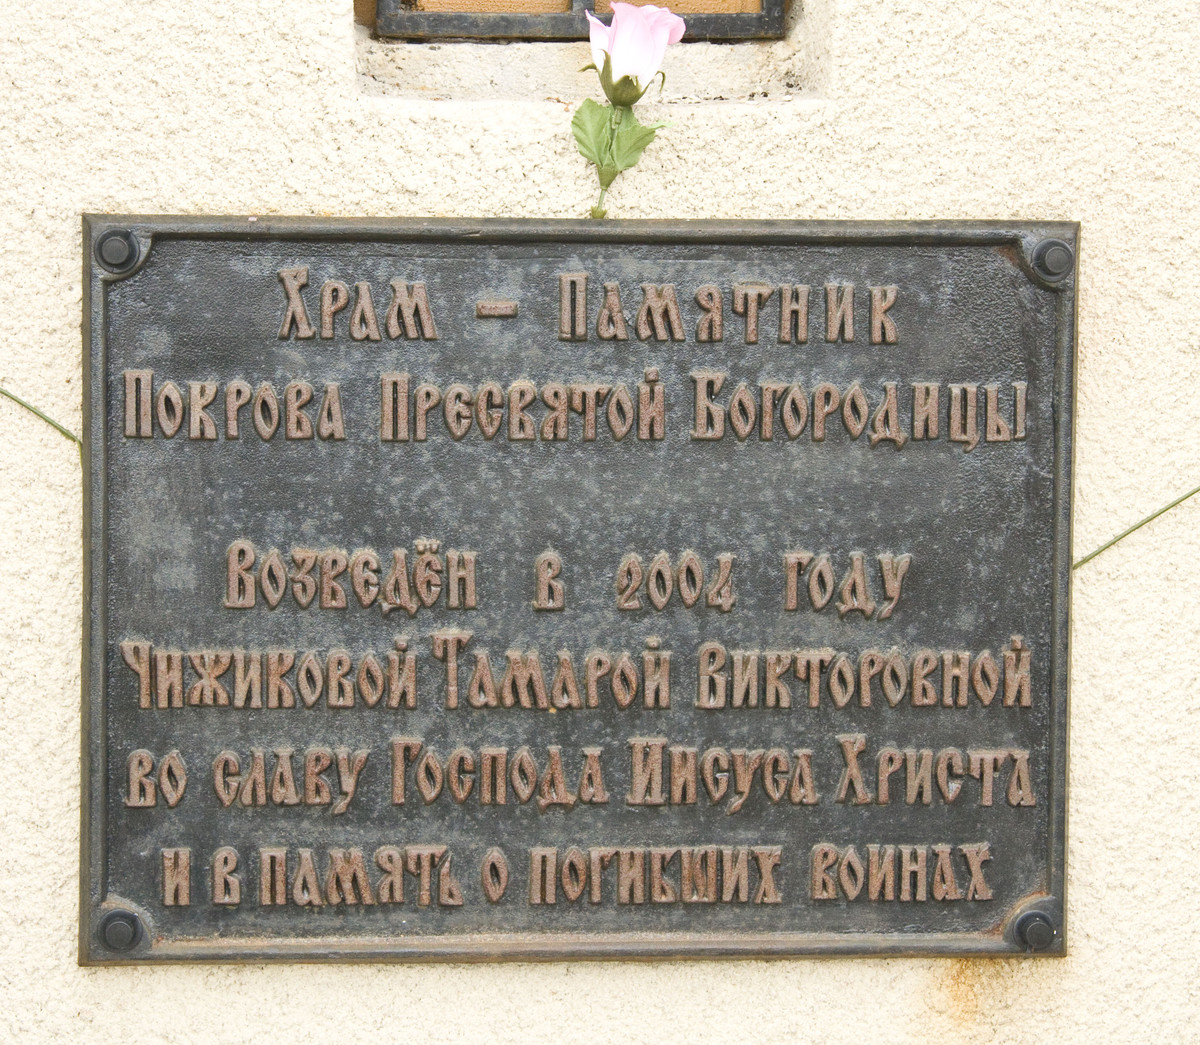 Храм - Памятник
Покрова Пресвятой Богородицы
Возведён в 2004 году
Чижиковой Тамарой Викторовной
во славу Господа Иисуса Христа
и в память о погибших воинах